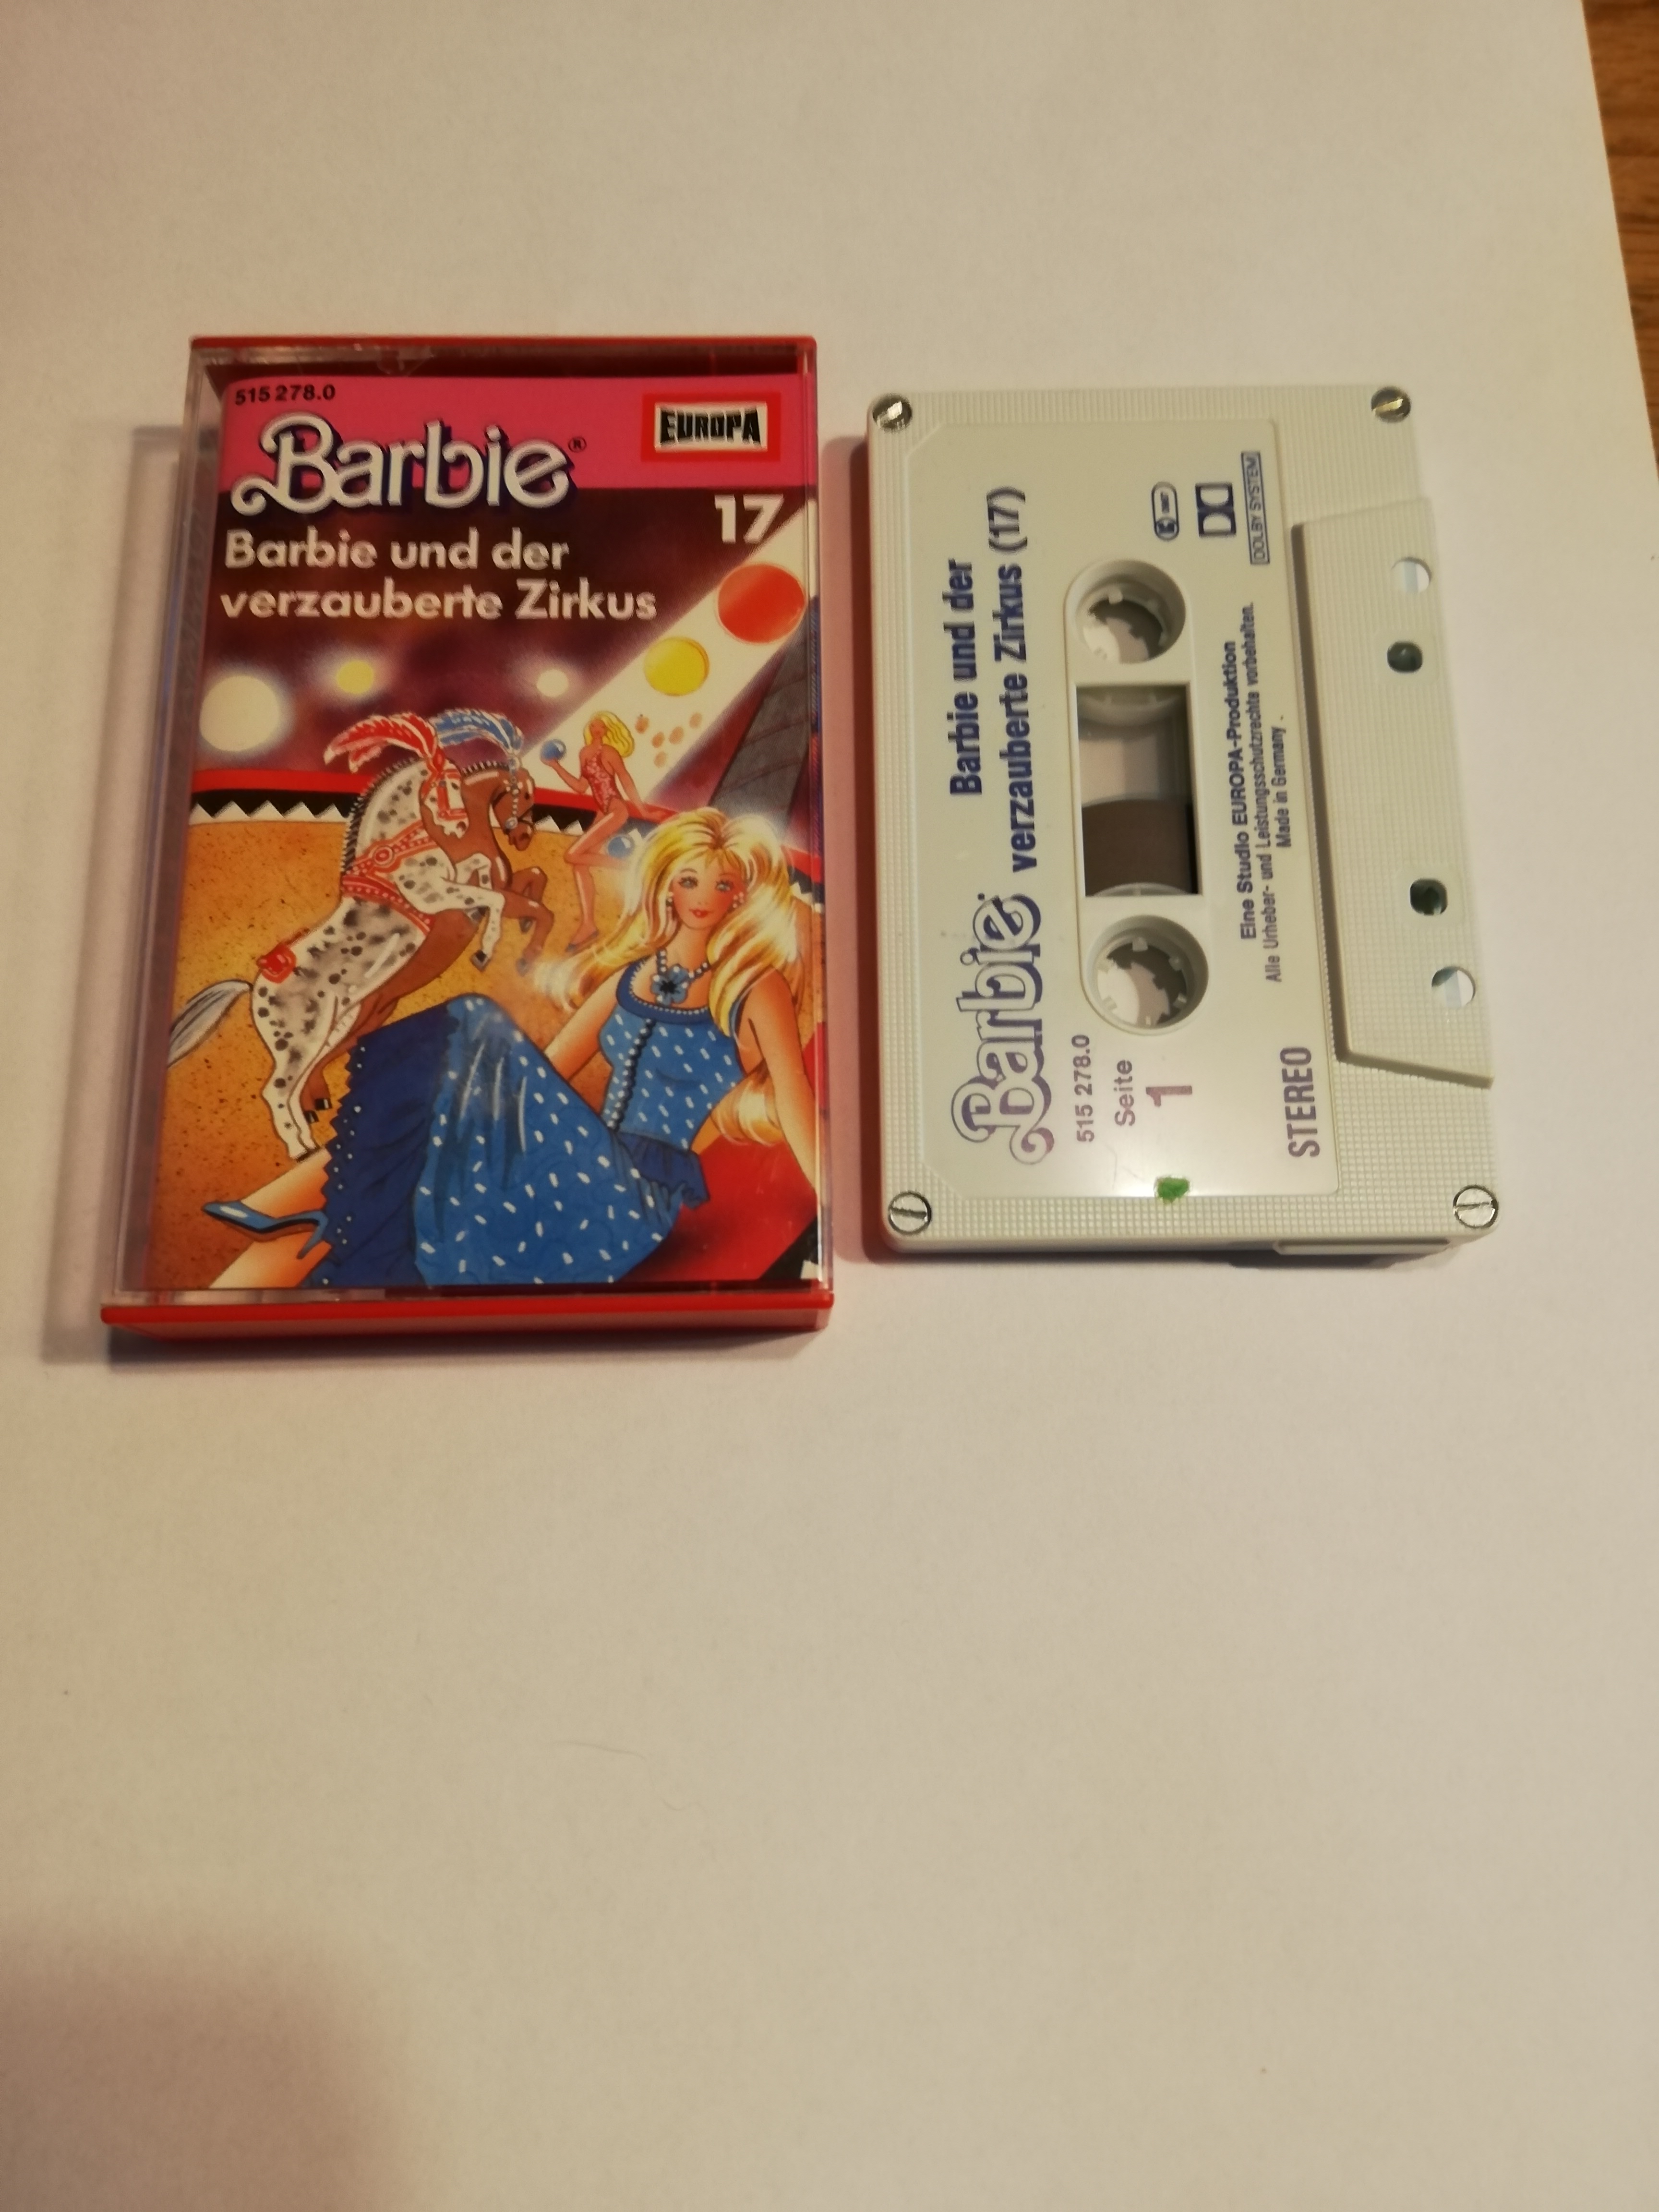 515 278.0
EUROPA
Barbie®
17
Barbie und der
verzauberte Zirkus
Barbie
Barbie und der
verzauberte Zirkus (17)
515 278.0
Seite
1
DOLBY SYSTEM
Eine Studio EUROPA-Produktion
Alle Urheber- und Leistungsschutzrechte vorbehalten.
Made in Germany.
STEREO